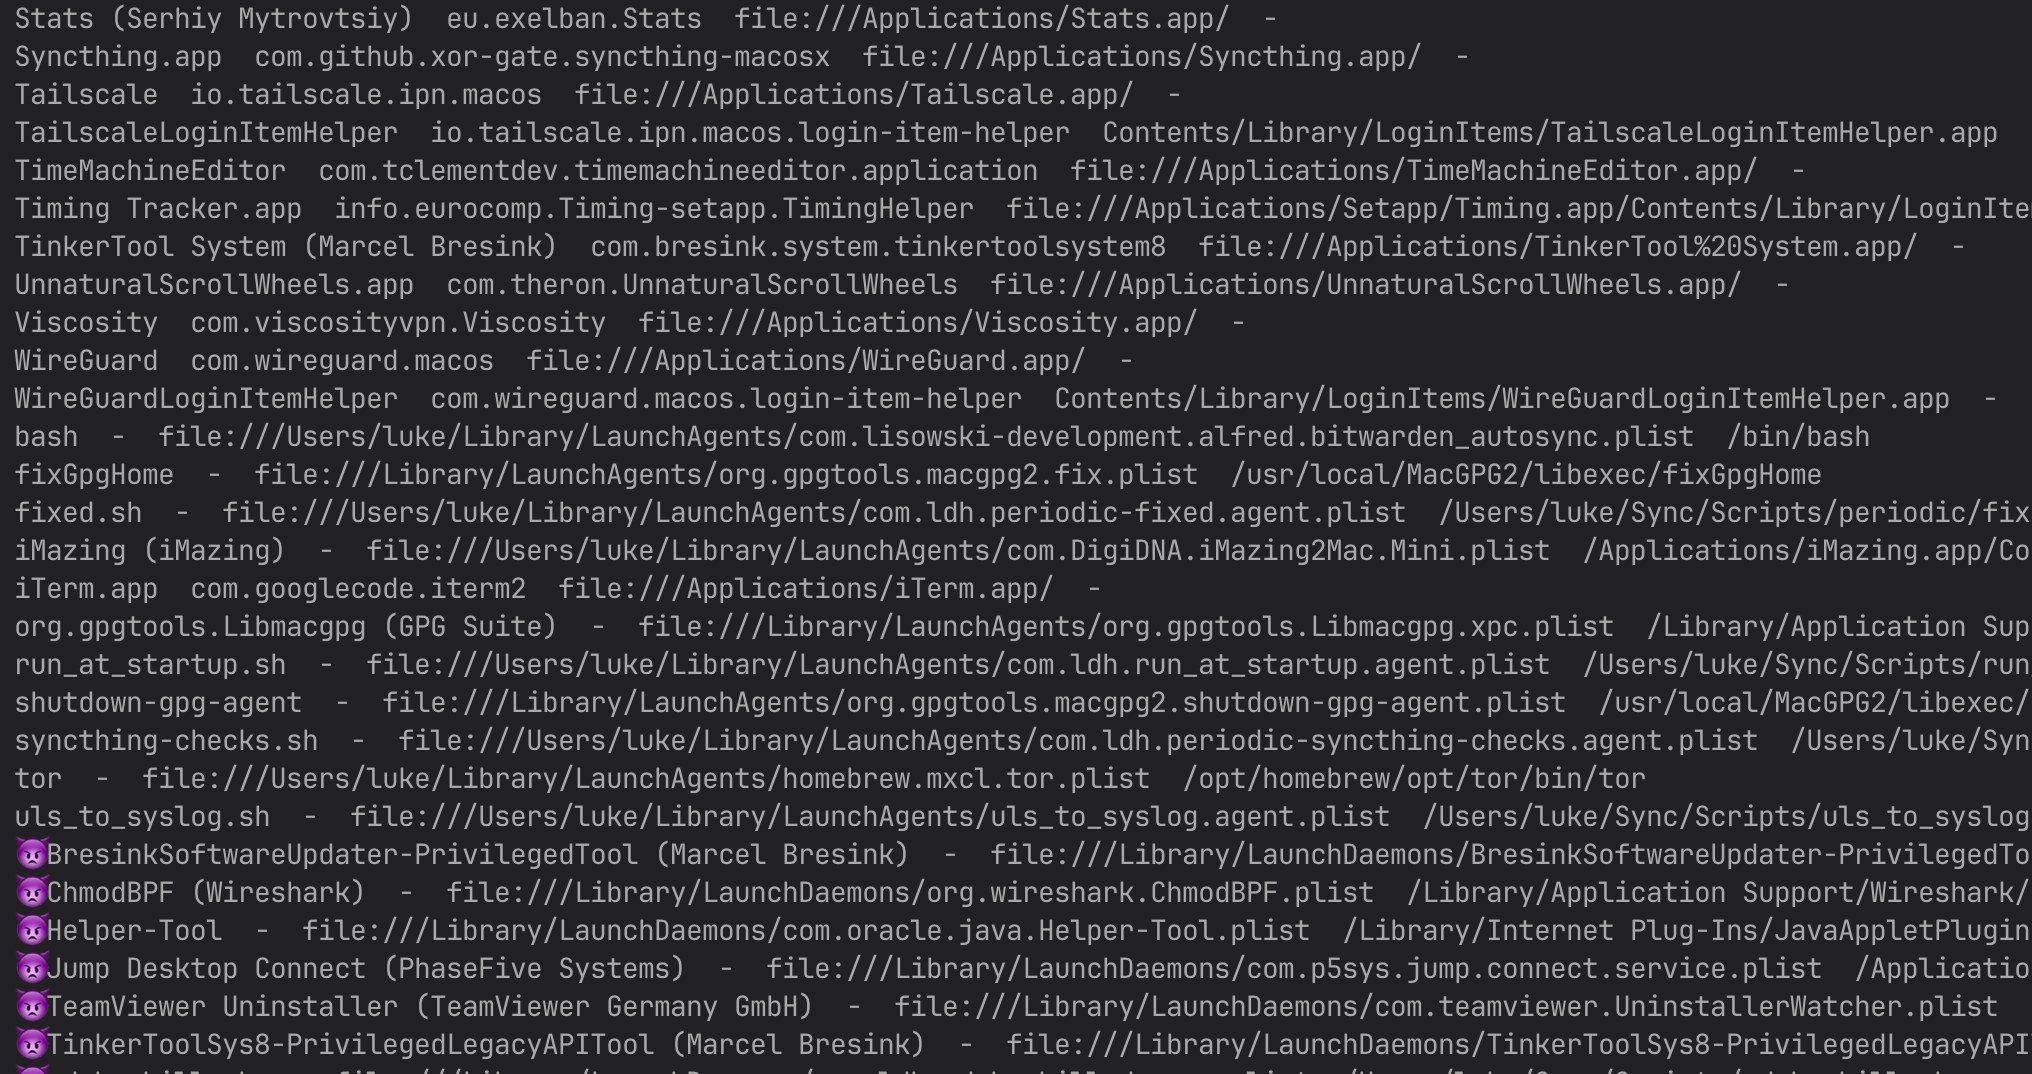 Stats (Serhiy Mytrovtsiy)  eu.exelban.Stats  file:///Applications/Stats.app/  -
Syncthing.app  com.github.xor-gate.syncthing-macosx  file:///Applications/Syncthing.app/  -
Tailscale  io.tailscale.ipn.macos  file:///Applications/Tailscale.app/  -
TailscaleLoginItemHelper  io.tailscale.ipn.macos.login-item-helper  Contents/Library/LoginItems/TailscaleLoginItemHelper.app
TimeMachineEditor  com.tclementdev.timemachineeditor.application  file:///Applications/TimeMachineEditor.app/  -
Timing Tracker.app  info.eurocomp.Timing-setapp.TimingHelper  file:///Applications/Setapp/Timing.app/Contents/Library/LoginItem
TinkerTool System (Marcel Bresink)  com.bresink.system.tinkertoolsystem8  file:///Applications/TinkerTool%20System.app/  -
UnnaturalScrollWheels.app  com.theron.UnnaturalScrollWheels  file:///Applications/UnnaturalScrollWheels.app/  -
Viscosity  com.viscosityvpn.Viscosity  file:///Applications/Viscosity.app/  -
WireGuard  com.wireguard.macos  file:///Applications/WireGuard.app/  -
WireGuardLoginItemHelper  com.wireguard.macos.login-item-helper  Contents/Library/LoginItems/WireGuardLoginItemHelper.app  -
bash  -  file:///Users/luke/Library/LaunchAgents/com.lisowski-development.alfred.bitwarden_autosync.plist  /bin/bash
fixGpgHome  -  file:///Library/LaunchAgents/org.gpgtools.macgpg2.fix.plist  /usr/local/MacGPG2/libexec/fixGpgHome
fixed.sh  -  file:///Users/luke/Library/LaunchAgents/com.ldh.periodic-fixed.agent.plist  /Users/luke/Sync/Scripts/periodic/fix
iMazing (iMazing)  -  file:///Users/luke/Library/LaunchAgents/com.DigiDNA.iMazing2Mac.Mini.plist  /Applications/iMazing.app/Co
iTerm.app  com.googlecode.iterm2  file:///Applications/iTerm.app/  -
org.gpgtools.Libmacgpg (GPG Suite)  -  file:///Library/LaunchAgents/org.gpgtools.Libmacgpg.xpc.plist  /Library/Application Sup
run_at_startup.sh  -  file:///Users/luke/Library/LaunchAgents/com.ldh.run_at_startup.agent.plist  /Users/luke/Sync/Scripts/run_
shutdown-gpg-agent  -  file:///Library/LaunchAgents/org.gpgtools.macgpg2.shutdown-gpg-agent.plist  /usr/local/MacGPG2/libexec/
syncthing-checks.sh  -  file:///Users/luke/Library/LaunchAgents/com.ldh.periodic-syncthing-checks.agent.plist  /Users/luke/Syn
tor  -  file:///Users/luke/Library/LaunchAgents/homebrew.mxcl.tor.plist  /opt/homebrew/opt/tor/bin/tor
uls_to_syslog.sh  -  file:///Users/luke/Library/LaunchAgents/uls_to_syslog.agent.plist  /Users/luke/Sync/Scripts/uls_to_syslog
👿BresinkSoftwareUpdater-PrivilegedTool (Marcel Bresink)  -  file:///Library/LaunchDaemons/BresinkSoftwareUpdater-PrivilegedTo
👿ChmodBPF (Wireshark)  -  file:///Library/LaunchDaemons/org.wireshark.ChmodBPF.plist  /Library/Application Support/Wireshark/
👿Helper-Tool  -  file:///Library/LaunchDaemons/com.oracle.java.Helper-Tool.plist  /Library/Internet Plug-Ins/JavaAppletPlugin
👿Jump Desktop Connect (PhaseFive Systems)  -  file:///Library/LaunchDaemons/com.p5sys.jump.connect.service.plist  /Applicatio
👿TeamViewer Uninstaller (TeamViewer Germany GmbH)  -  file:///Library/LaunchDaemons/com.teamviewer.UninstallerWatcher.plist
👿TinkerToolSys8-PrivilegedLegacyAPITool (Marcel Bresink)  -  file:///Library/LaunchDaemons/TinkerToolSys8-PrivilegedLegacyAPI